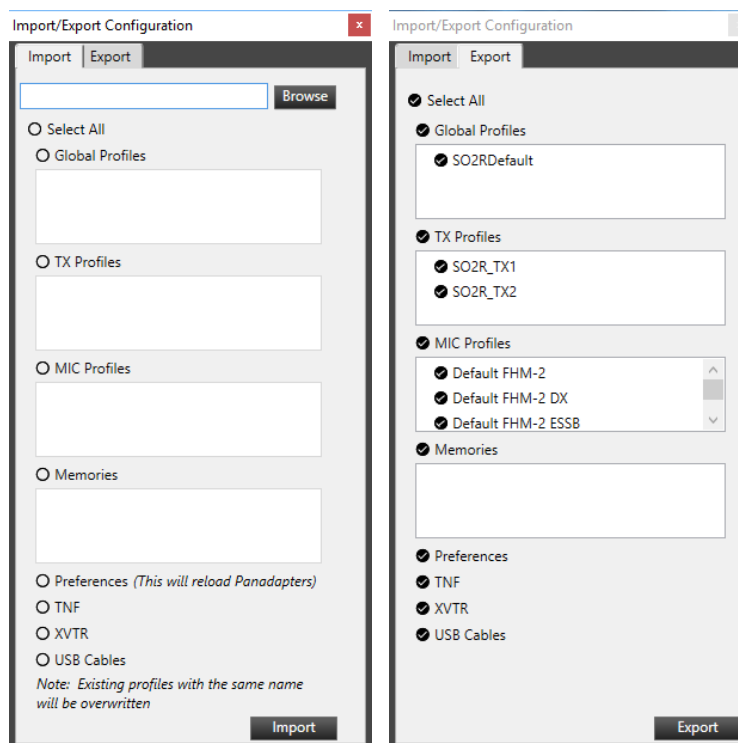 Import/Export Configuration
x
Import
Export
Browse
Select All
Global Profiles
TX Profiles
MIC Profiles
Memories
Preferences (This will reload Panadapters)
TNF
XVTR
USB Cables
Note: Existing profiles with the same name
will be overwritten
Import
Import/Export Configuration
Import
Export
Select All
Global Profiles
SO2RDefault
TX Profiles
SO2R_TX1
SO2R_TX2
MIC Profiles
Default FHM-2
Default FHM-2 DX
Default FHM-2 ESSB
Memories
Preferences
TNF
XVTR
USB Cables
Export